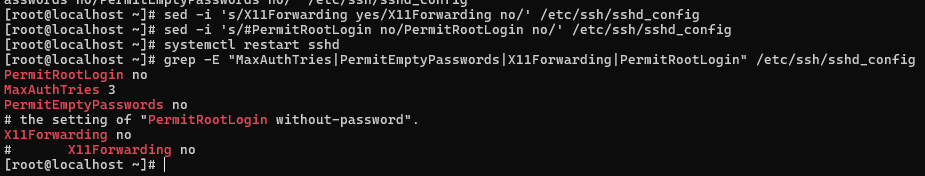 asswords no/PermitEmptyPasswords no/' /etc/ssh/sshd_config
[root@localhost ~]# sed -i 's/X11Forwarding yes/X11Forwarding no/' /etc/ssh/sshd_config
[root@localhost ~]# sed -i 's/#PermitRootLogin no/PermitRootLogin no/' /etc/ssh/sshd_config
[root@localhost ~]# systemctl restart sshd
[root@localhost ~]# grep -E "MaxAuthTries|PermitEmptyPasswords|X11Forwarding|PermitRootLogin" /etc/ssh/sshd_config
PermitRootLogin no
MaxAuthTries 3
PermitEmptyPasswords no
# the setting of "PermitRootLogin without-password".
X11Forwarding no
#       X11Forwarding no
[root@localhost ~]#